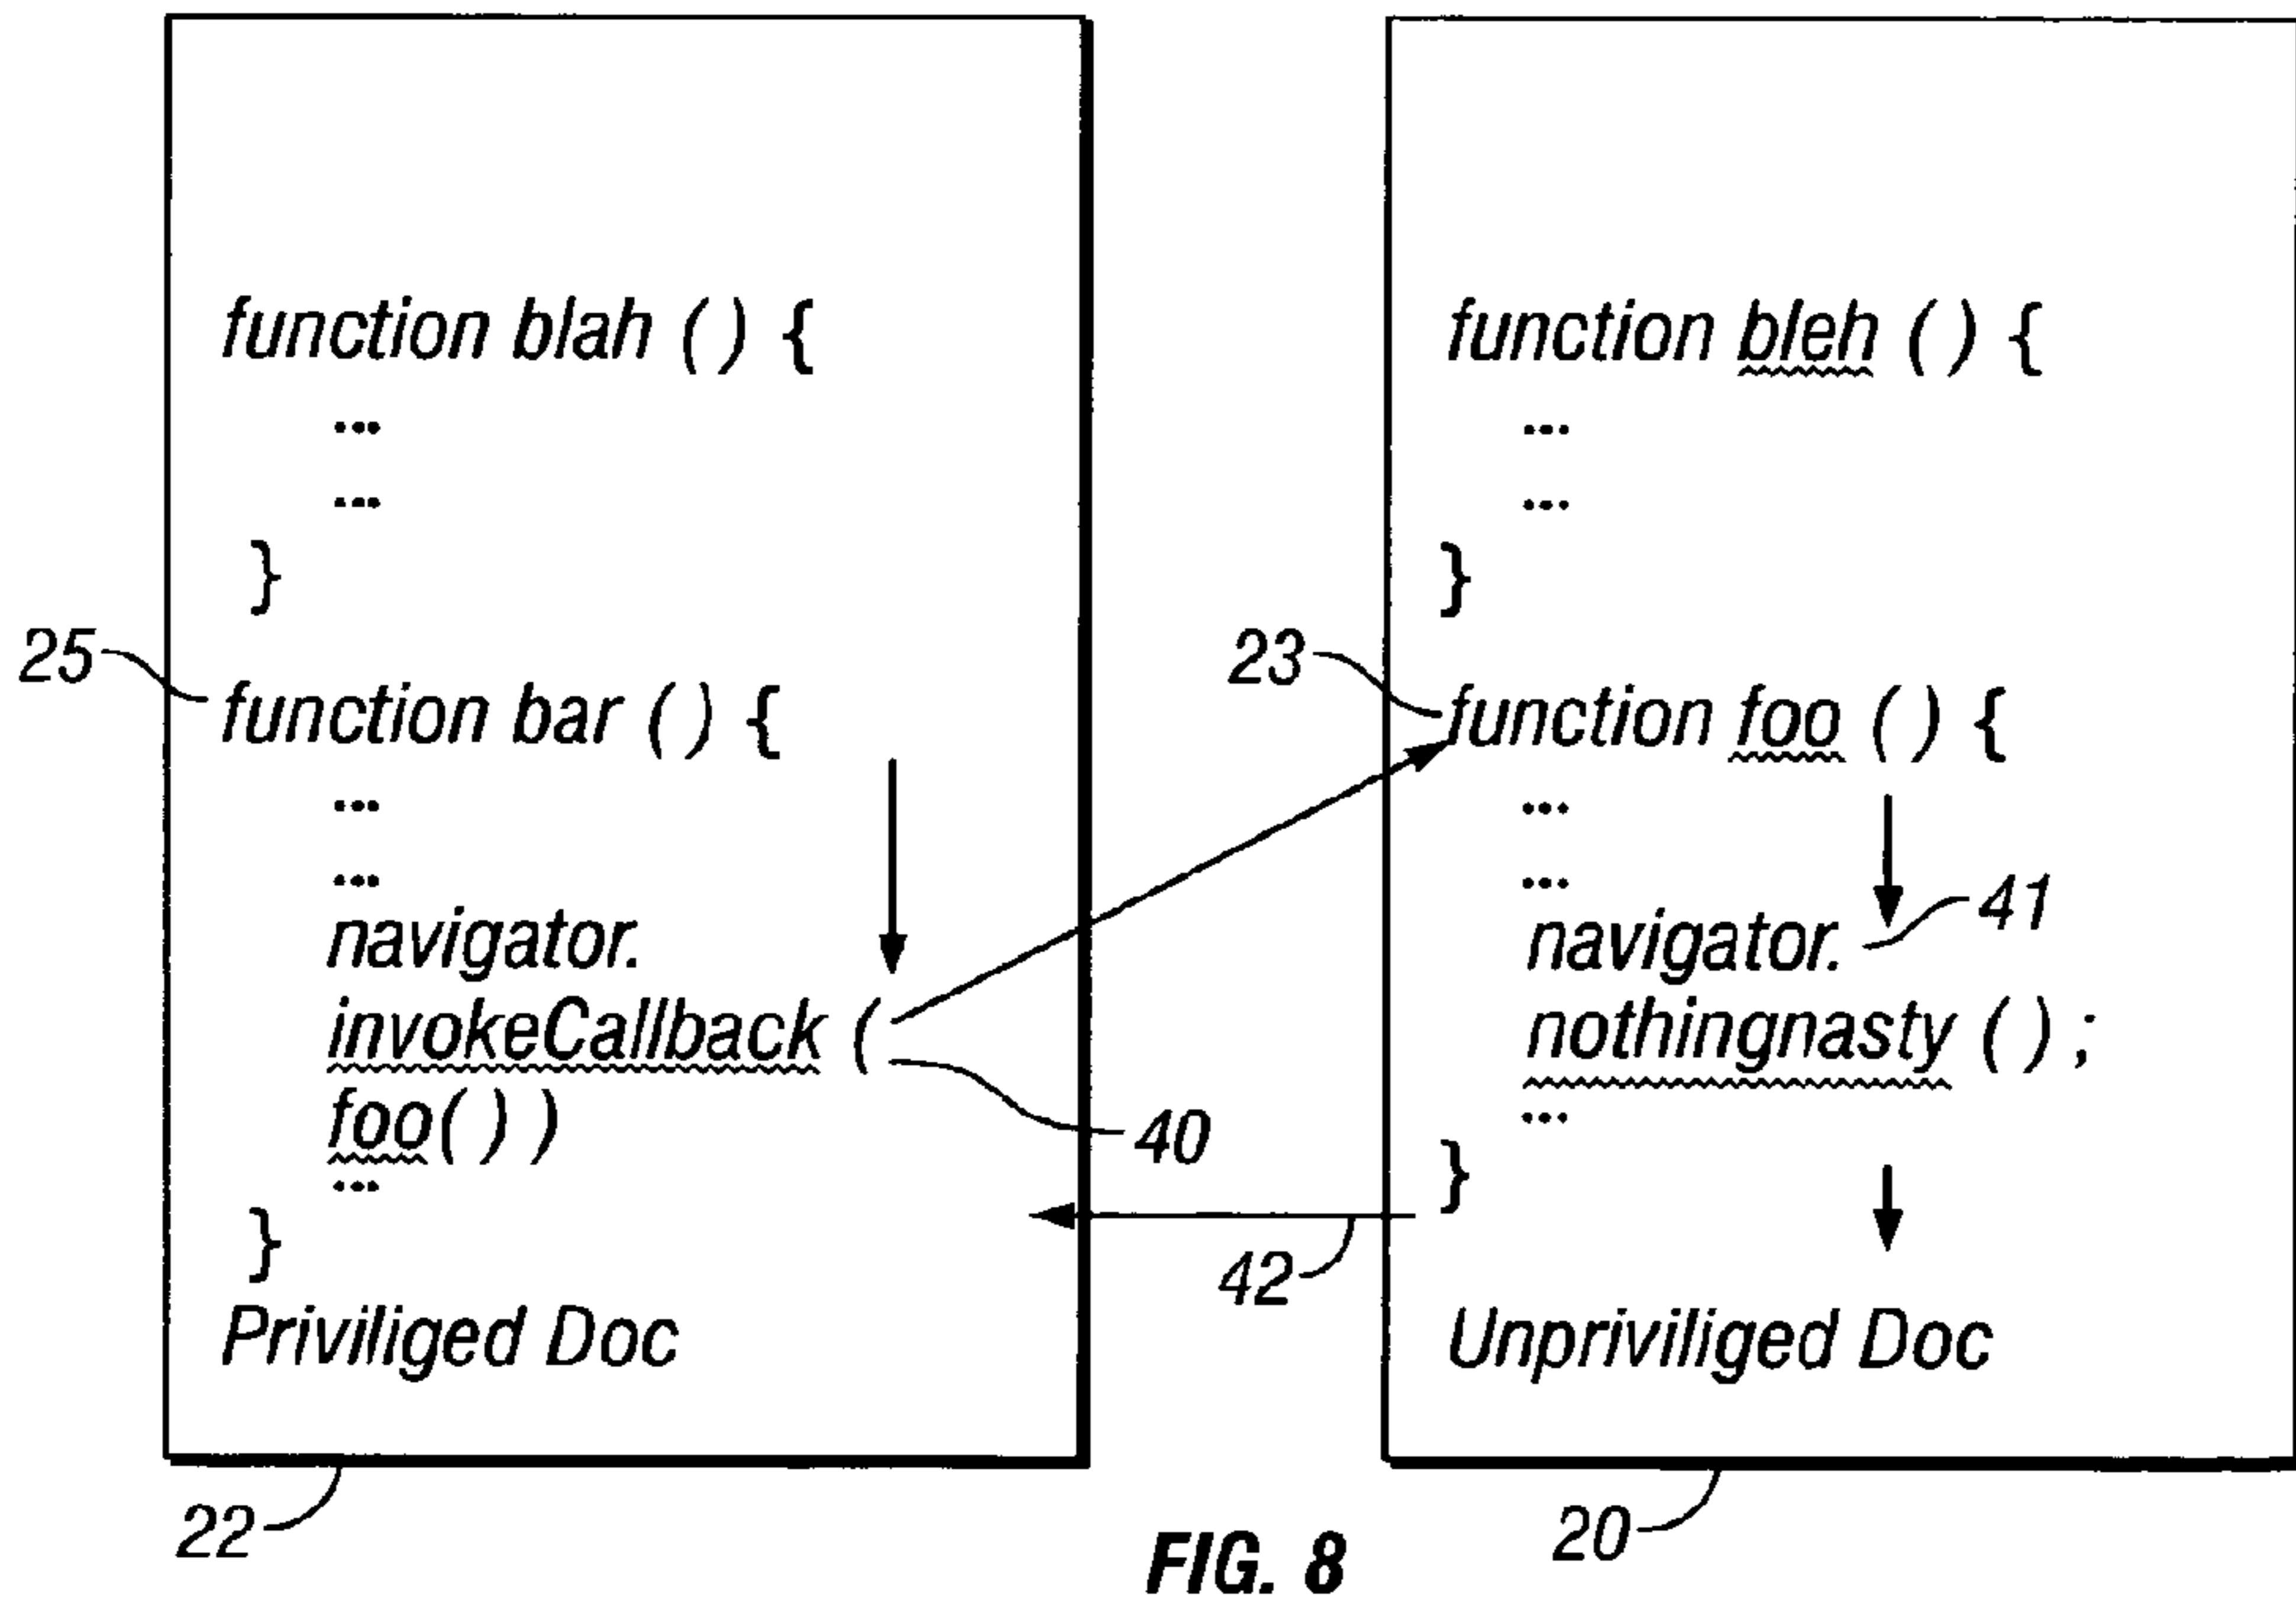 function blah () {
...
...
}
25
function bar () {
...
...
navigator.
invokeCallback (
foo())
...
}
40
Priviliged Doc
22
function bleh () {
...
...
}
23
function foo () {
...
...
navigator.
41
nothingnasty () ;
...
}
42
Unpriviliged Doc
20
FIG. 8